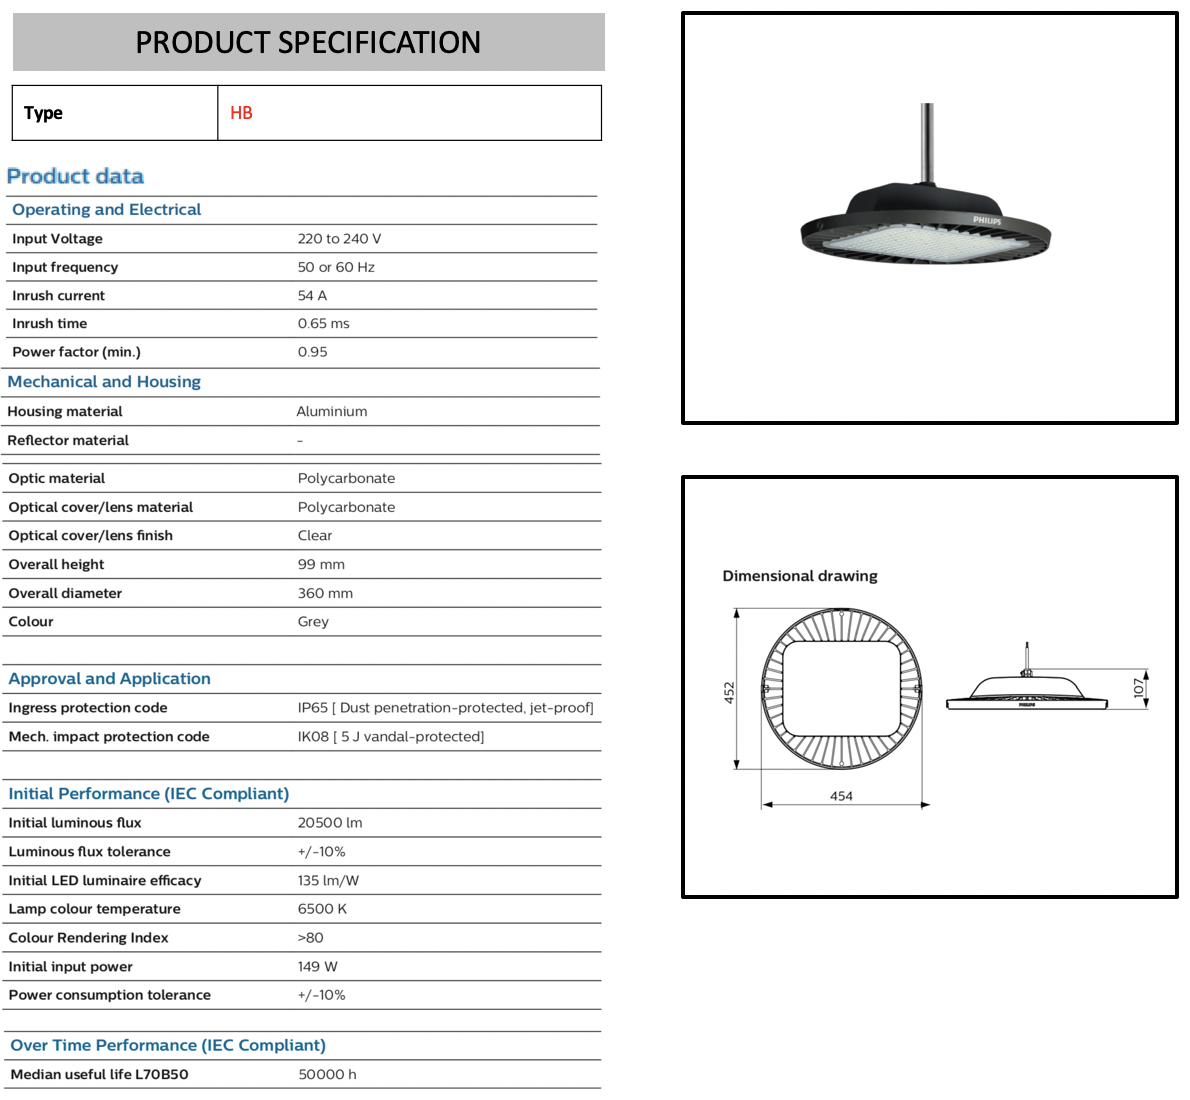 PRODUCT SPECIFICATION
Type HB
Product data
Operating and Electrical
Input Voltage 220 to 240 V
Input frequency 50 or 60 Hz
Inrush current 54 A
Inrush time 0.65 ms
Power factor (min.) 0.95
Mechanical and Housing
Housing material Aluminium
Reflector material -
Optic material Polycarbonate
Optical cover/lens material Polycarbonate
Optical cover/lens finish Clear
Overall height 99 mm
Overall diameter 360 mm
Colour Grey
Approval and Application
Ingress protection code IP65 [ Dust penetration-protected, jet-proof]
Mech. impact protection code IK08 [ 5 J vandal-protected]
Initial Performance (IEC Compliant)
Initial luminous flux 20500 lm
Luminous flux tolerance +/-10%
Initial LED luminaire efficacy 135 lm/W
Lamp colour temperature 6500 K
Colour Rendering Index >80
Initial input power 149 W
Power consumption tolerance +/-10%
Over Time Performance (IEC Compliant)
Median useful life L70B50 50000 h
PHILIPS
Dimensional drawing
452
454
107
PHILIPS